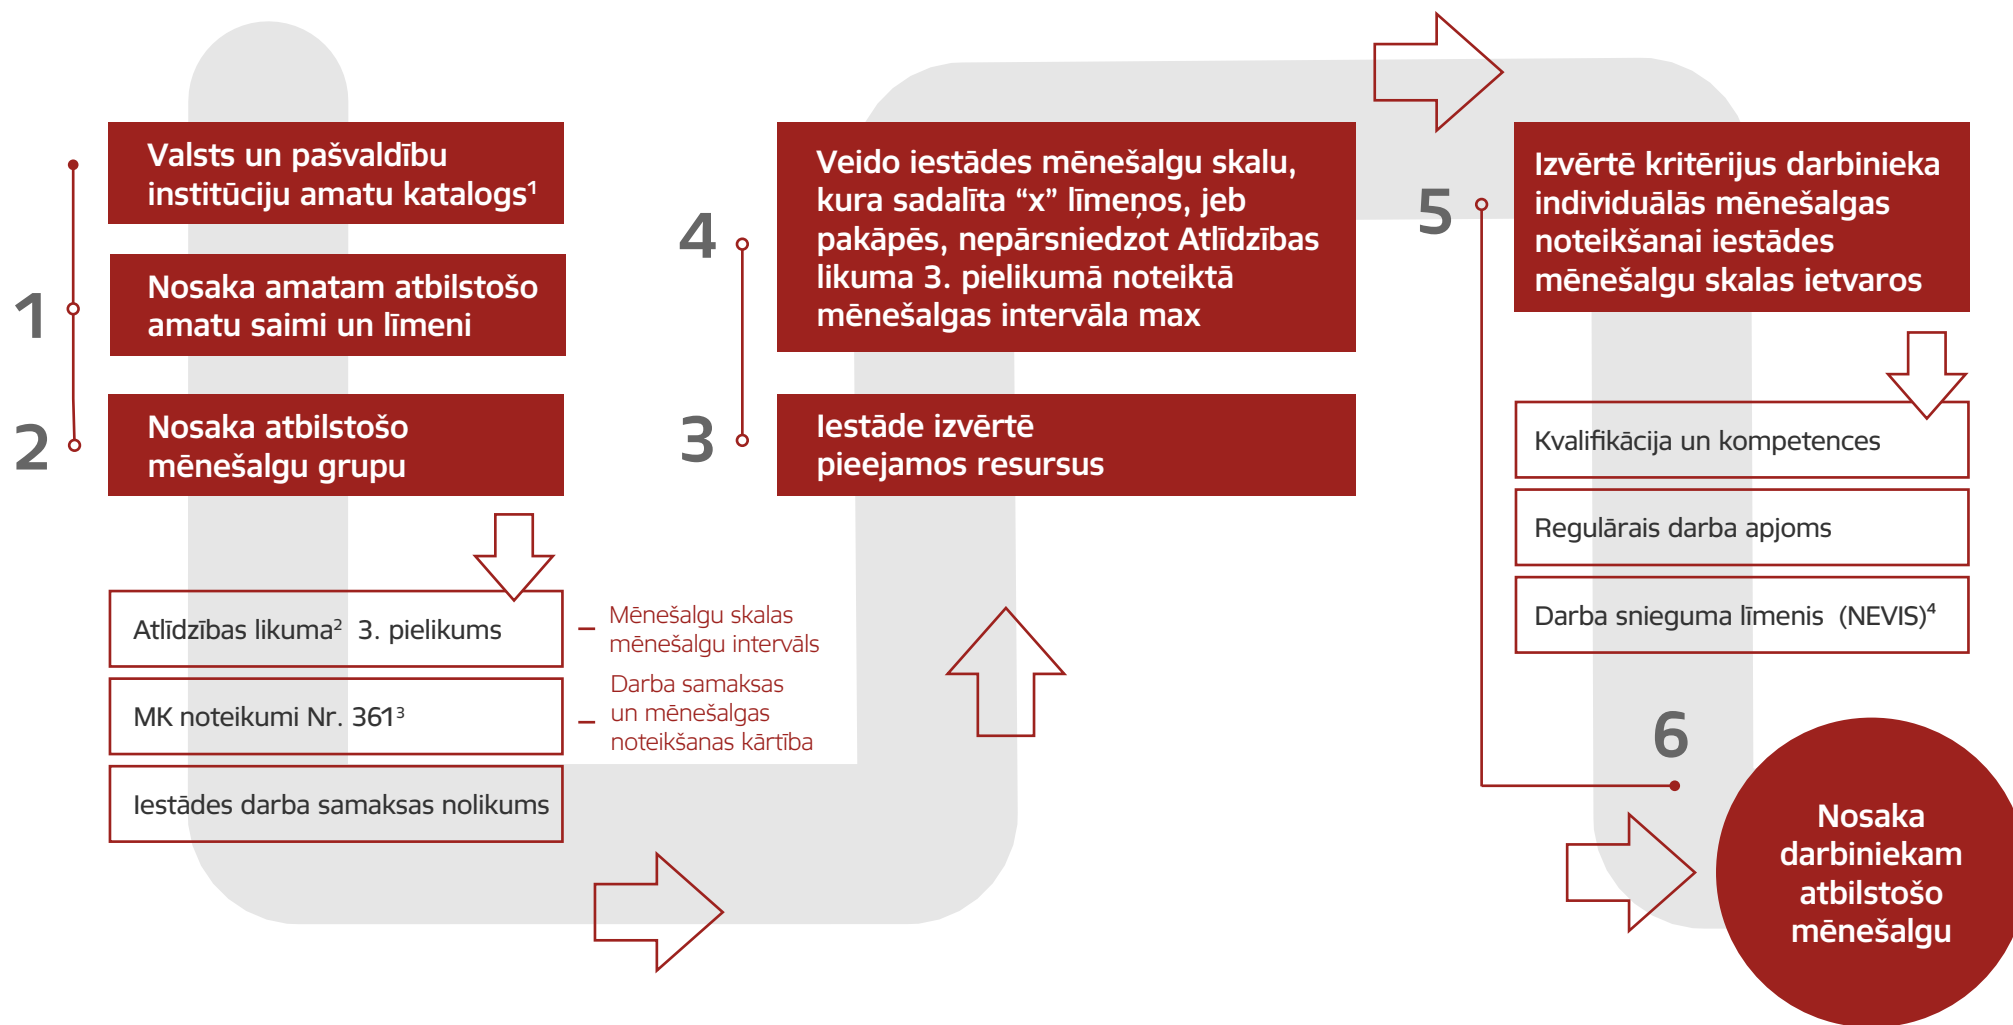 Valsts un pašvaldību
institūciju amatu katalogs¹
1
Nosaka amatam atbilstošo
amatu saimi un līmeni
2
Nosaka atbilstošo
mēnešalgu grupu
Atlīdzības likuma² 3. pielikums
Mēnešalgu skalas
mēnešalgu intervāls
MK noteikumi Nr. 361³
Darba samaksas
un mēnešalgas
noteikšanas kārtība
Iestādes darba samaksas nolikums
3
Iestāde izvērtē
pieejamos resursus
4
Veido iestādes mēnešalgu skalu,
kura sadalīta “x” līmeņos, jeb
pakāpēs, nepārsniedzot Atlīdzības
likuma 3. pielikumā noteiktā
mēnešalgas intervāla max
5
Izvērtē kritērijus darbinieka
individuālās mēnešalgas
noteikšanai iestādes
mēnešalgu skalas ietvaros
Kvalifikācija un kompetences
Regulārais darba apjoms
Darba snieguma līmenis (NEVIS)⁴
6
Nosaka
darbiniekam
atbilstošo
mēnešalgu